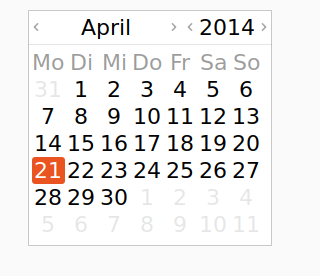 ‹ April › ‹ 2014 ›
Mo Di Mi Do Fr Sa So
31 1 2 3 4 5 6
7 8 9 10 11 12 13
14 15 16 17 18 19 20
21 22 23 24 25 26 27
28 29 30 1 2 3 4
5 6 7 8 9 10 11